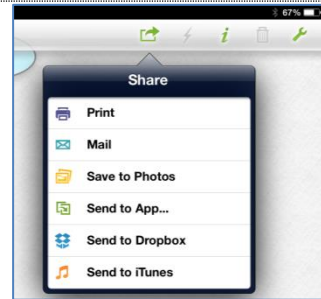 67%
Share
Print
Mail
Save to Photos
Send to App...
Send to Dropbox
Send to iTunes